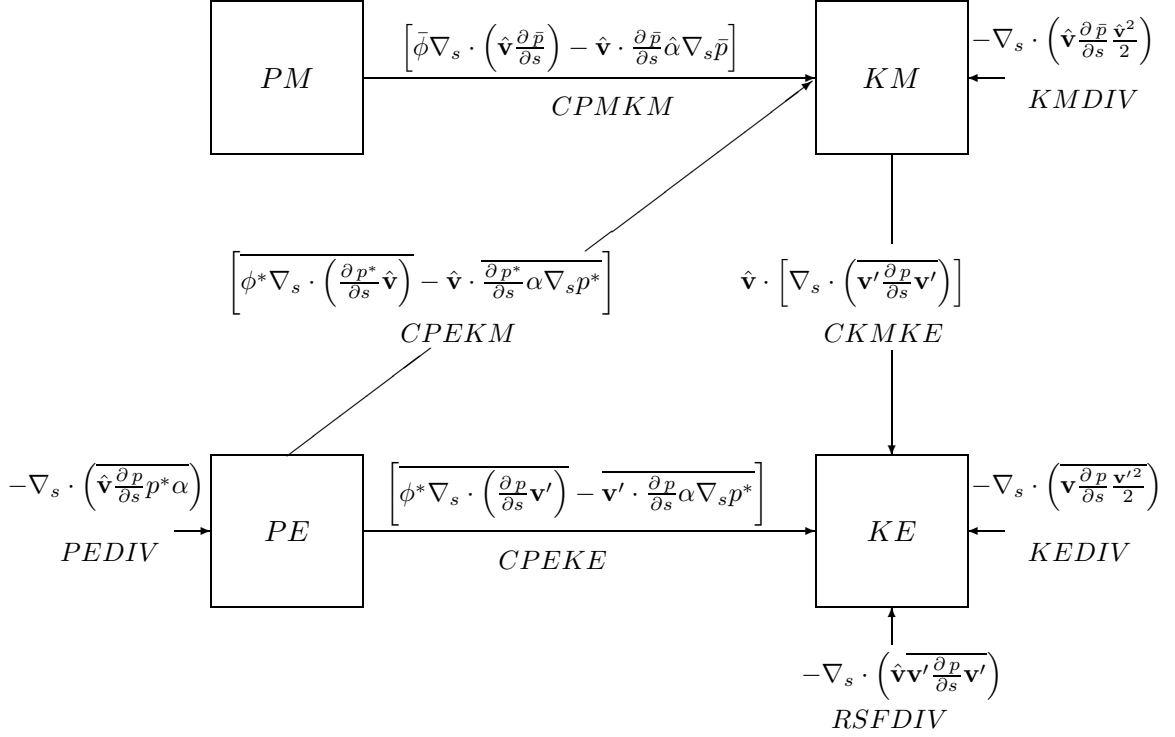 $\left[\bar{\phi}\nabla_s \cdot \left(\hat{\mathbf{v}}\frac{\partial \bar{p}}{\partial s}\right) - \hat{\mathbf{v}} \cdot \frac{\partial \bar{p}}{\partial s}\hat{\alpha}\nabla_s \bar{p}\right]$
$-\nabla_s \cdot \left(\hat{\mathbf{v}}\frac{\partial \bar{p}}{\partial s}\frac{\hat{\mathbf{v}}^2}{2}\right)$
PM
KM
CPMKM
KMDIV
$\left[\overline{\phi^* \nabla_s \cdot \left(\frac{\partial p^*}{\partial s}\hat{\mathbf{v}}\right)} - \hat{\mathbf{v}} \cdot \overline{\frac{\partial p^*}{\partial s}\alpha\nabla_s p^*}\right]$
$\hat{\mathbf{v}} \cdot \left[\nabla_s \cdot \left(\overline{\mathbf{v}'\frac{\partial p}{\partial s}\mathbf{v}'}\right)\right]$
CPEKM
CKMKE
$-\nabla_s \cdot \left(\overline{\hat{\mathbf{v}}\frac{\partial p}{\partial s}p^*\alpha}\right)$
$\left[\overline{\phi^* \nabla_s \cdot \left(\frac{\partial p}{\partial s}\mathbf{v}'\right)} - \overline{\mathbf{v}' \cdot \frac{\partial p}{\partial s}\alpha\nabla_s p^*}\right]$
$-\nabla_s \cdot \left(\overline{\mathbf{v}\frac{\partial p}{\partial s}\frac{\mathbf{v}'^2}{2}}\right)$
PE
KE
PEDIV
CPEKE
KEDIV
$-\nabla_s \cdot \left(\hat{\mathbf{v}}\overline{\mathbf{v}'\frac{\partial p}{\partial s}\mathbf{v}'}\right)$
RSFDIV